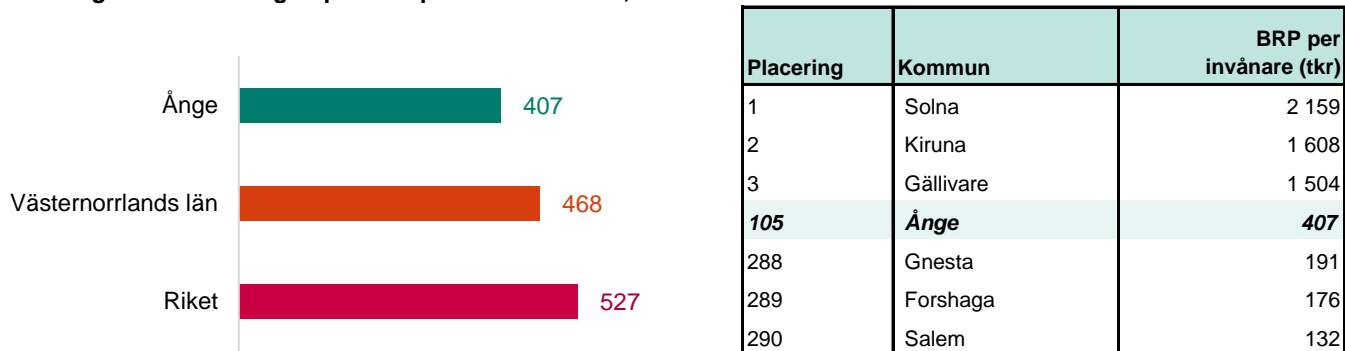 Ånge 407
Västernorrlands län 468
Riket 527
Placering Kommun BRP per invånare (tkr)
1 Solna 2 159
2 Kiruna 1 608
3 Gällivare 1 504
105 Ånge 407
288 Gnesta 191
289 Forshaga 176
290 Salem 132